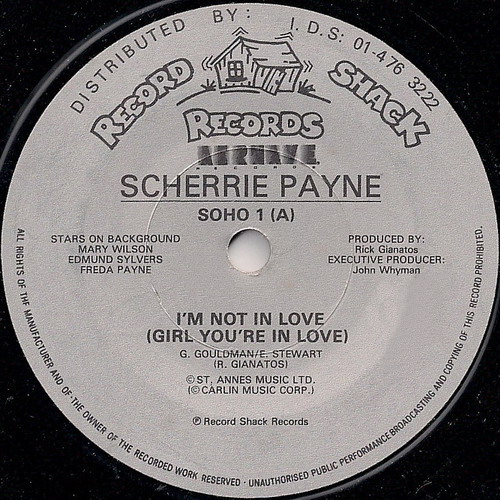 DISTRIBUTED BY: I.D.S: 01-476 3222
RECORD SHACK
RECORDS
AIRWAVE
RECORDS
SCHERRIE PAYNE
SOHO 1 (A)
STARS ON BACKGROUND
MARY WILSON
EDMUND SYLVERS
FREDA PAYNE
PRODUCED BY:
Rick Gianatos
EXECUTIVE PRODUCER:
John Whyman
I'M NOT IN LOVE
(GIRL YOU'RE IN LOVE)
G. GOULDMAN/E. STEWART
(R. GIANATOS)
©ST. ANNES MUSIC LTD.
(©CARLIN MUSIC CORP.)
℗ Record Shack Records
ALL RIGHTS OF THF MANUFACTURER AND OF THE OWNER OF THE RECORDED WORK RESERVED · UNAUTHORISED PUBLIC PERFORMANCE BROADCASTING AND COPYING OF THIS RECORD PROHIBITED.